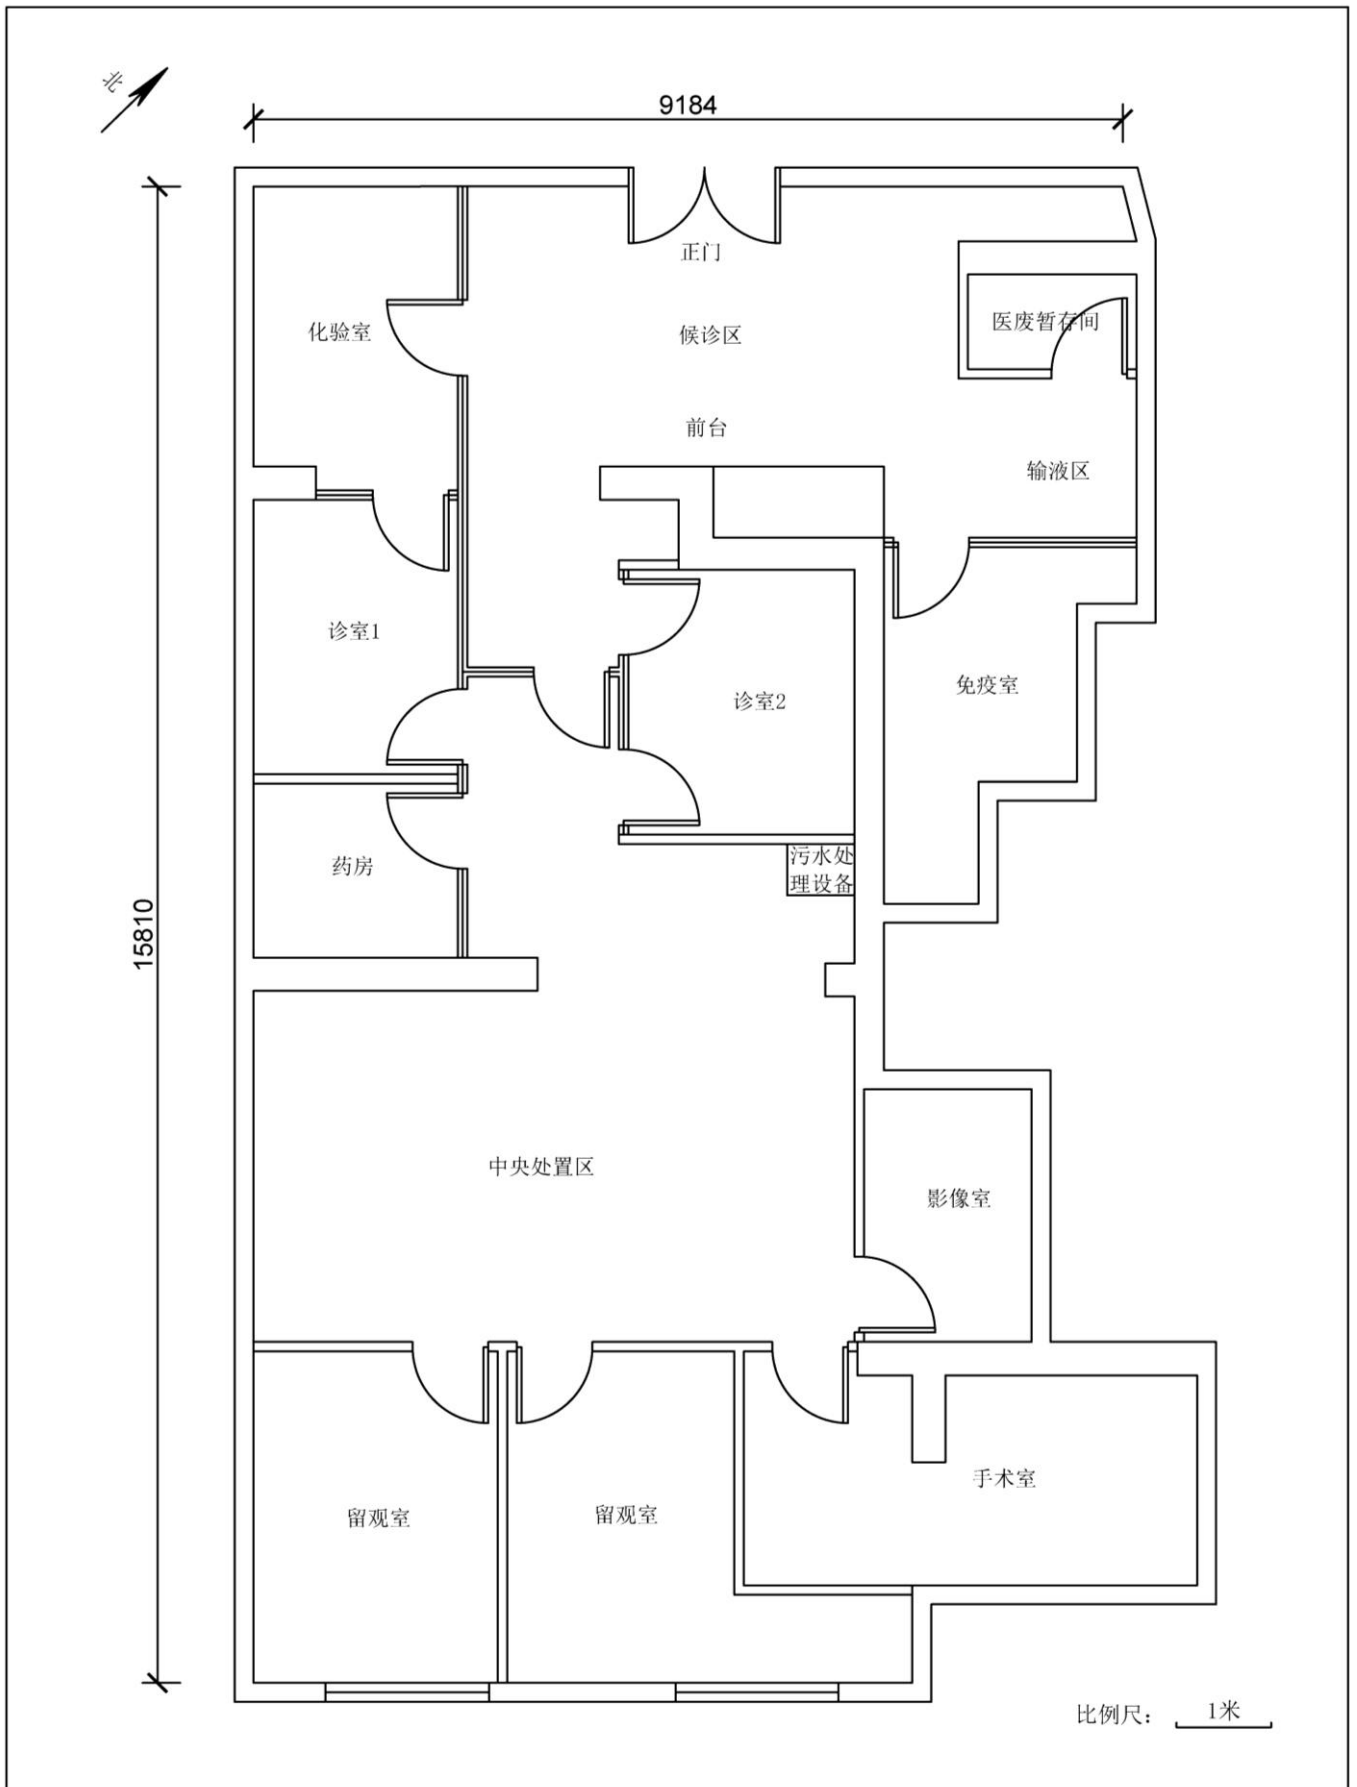 北
9184
正门
化验室
候诊区
医废暂存间
前台
输液区
诊室1
诊室2
免疫室
药房
污水处
理设备
15810
中央处置区
影像室
手术室
留观室
留观室
比例尺：
1米